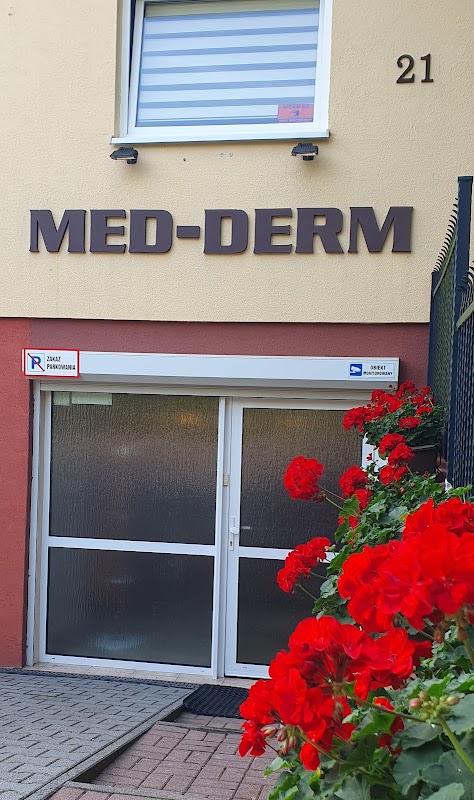 21
MED-DERM
ZAKAZ
PARKOWANIA
OBIEKT
MONITOROWANY